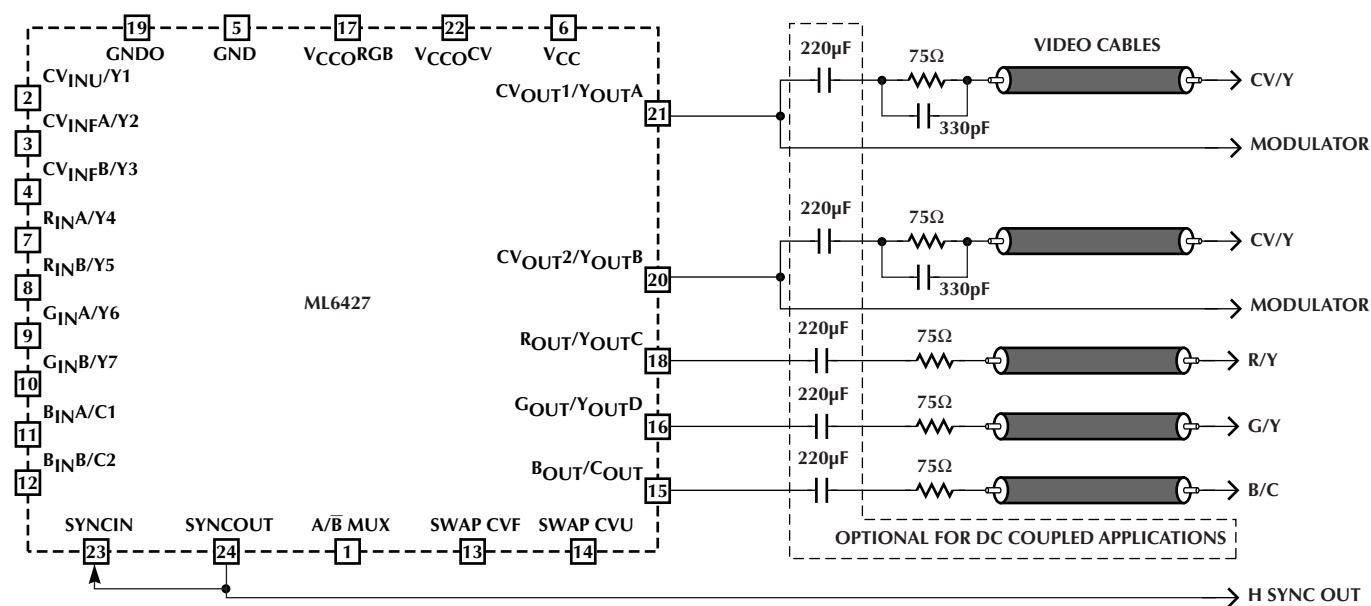 19 5 17 22 6
GNDO GND VCCORGB VCCOCV VCC
CVINU/Y1
2
CVINFA/Y2
3
CVINFB/Y3
4
RINA/Y4
7
RINB/Y5
8
GINA/Y6
9
GINB/Y7
10
BINA/C1
11
BINB/C2
12
ML6427
CVOUT1/YOUTA
21
CVOUT2/YOUTB
20
ROUT/YOUTC
18
GOUT/YOUTD
16
BOUT/COUT
15
SYNCIN SYNCOUT A/B̅ MUX SWAP CVF SWAP CVU
23 24 1 13 14
220µF 75Ω VIDEO CABLES
CV/Y
330pF
MODULATOR
220µF 75Ω
CV/Y
330pF
MODULATOR
220µF 75Ω
R/Y
220µF 75Ω
G/Y
220µF 75Ω
B/C
OPTIONAL FOR DC COUPLED APPLICATIONS
H SYNC OUT